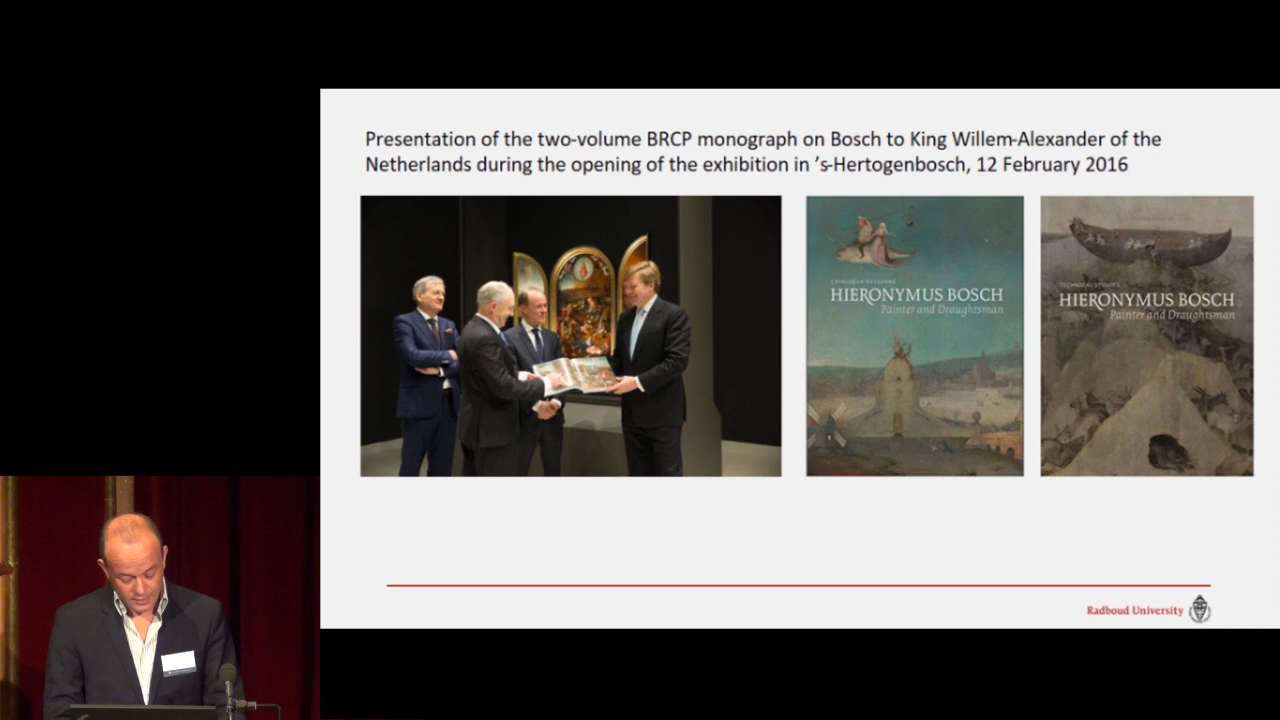 Presentation of the two-volume BRCP monograph on Bosch to King Willem-Alexander of the
Netherlands during the opening of the exhibition in ’s-Hertogenbosch, 12 February 2016
CATALOGUE RAISONNÉ
HIERONYMUS BOSCH
Painter and Draughtsman
TECHNICAL STUDIES
HIERONYMUS BOSCH
Painter and Draughtsman
Radboud University